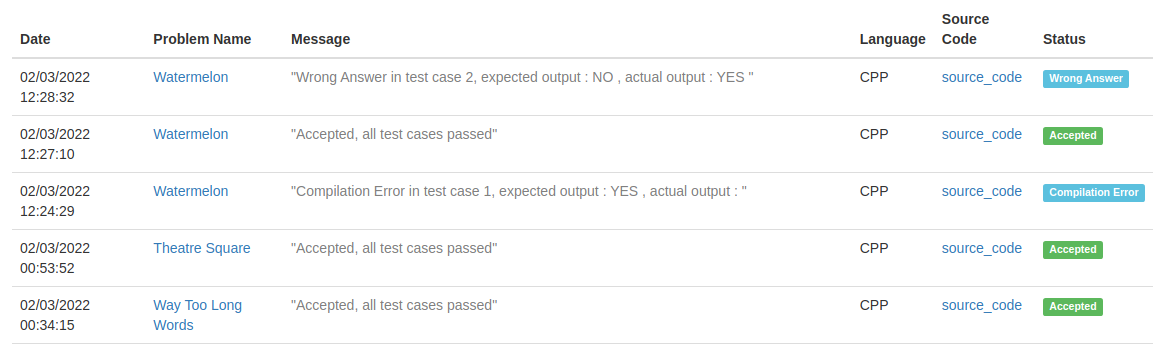 Date Problem Name Message Language Source Code Status
02/03/2022 12:28:32 Watermelon "Wrong Answer in test case 2, expected output : NO , actual output : YES " CPP source_code Wrong Answer
02/03/2022 12:27:10 Watermelon "Accepted, all test cases passed" CPP source_code Accepted
02/03/2022 12:24:29 Watermelon "Compilation Error in test case 1, expected output : YES , actual output : " CPP source_code Compilation Error
02/03/2022 00:53:52 Theatre Square "Accepted, all test cases passed" CPP source_code Accepted
02/03/2022 00:34:15 Way Too Long Words "Accepted, all test cases passed" CPP source_code Accepted